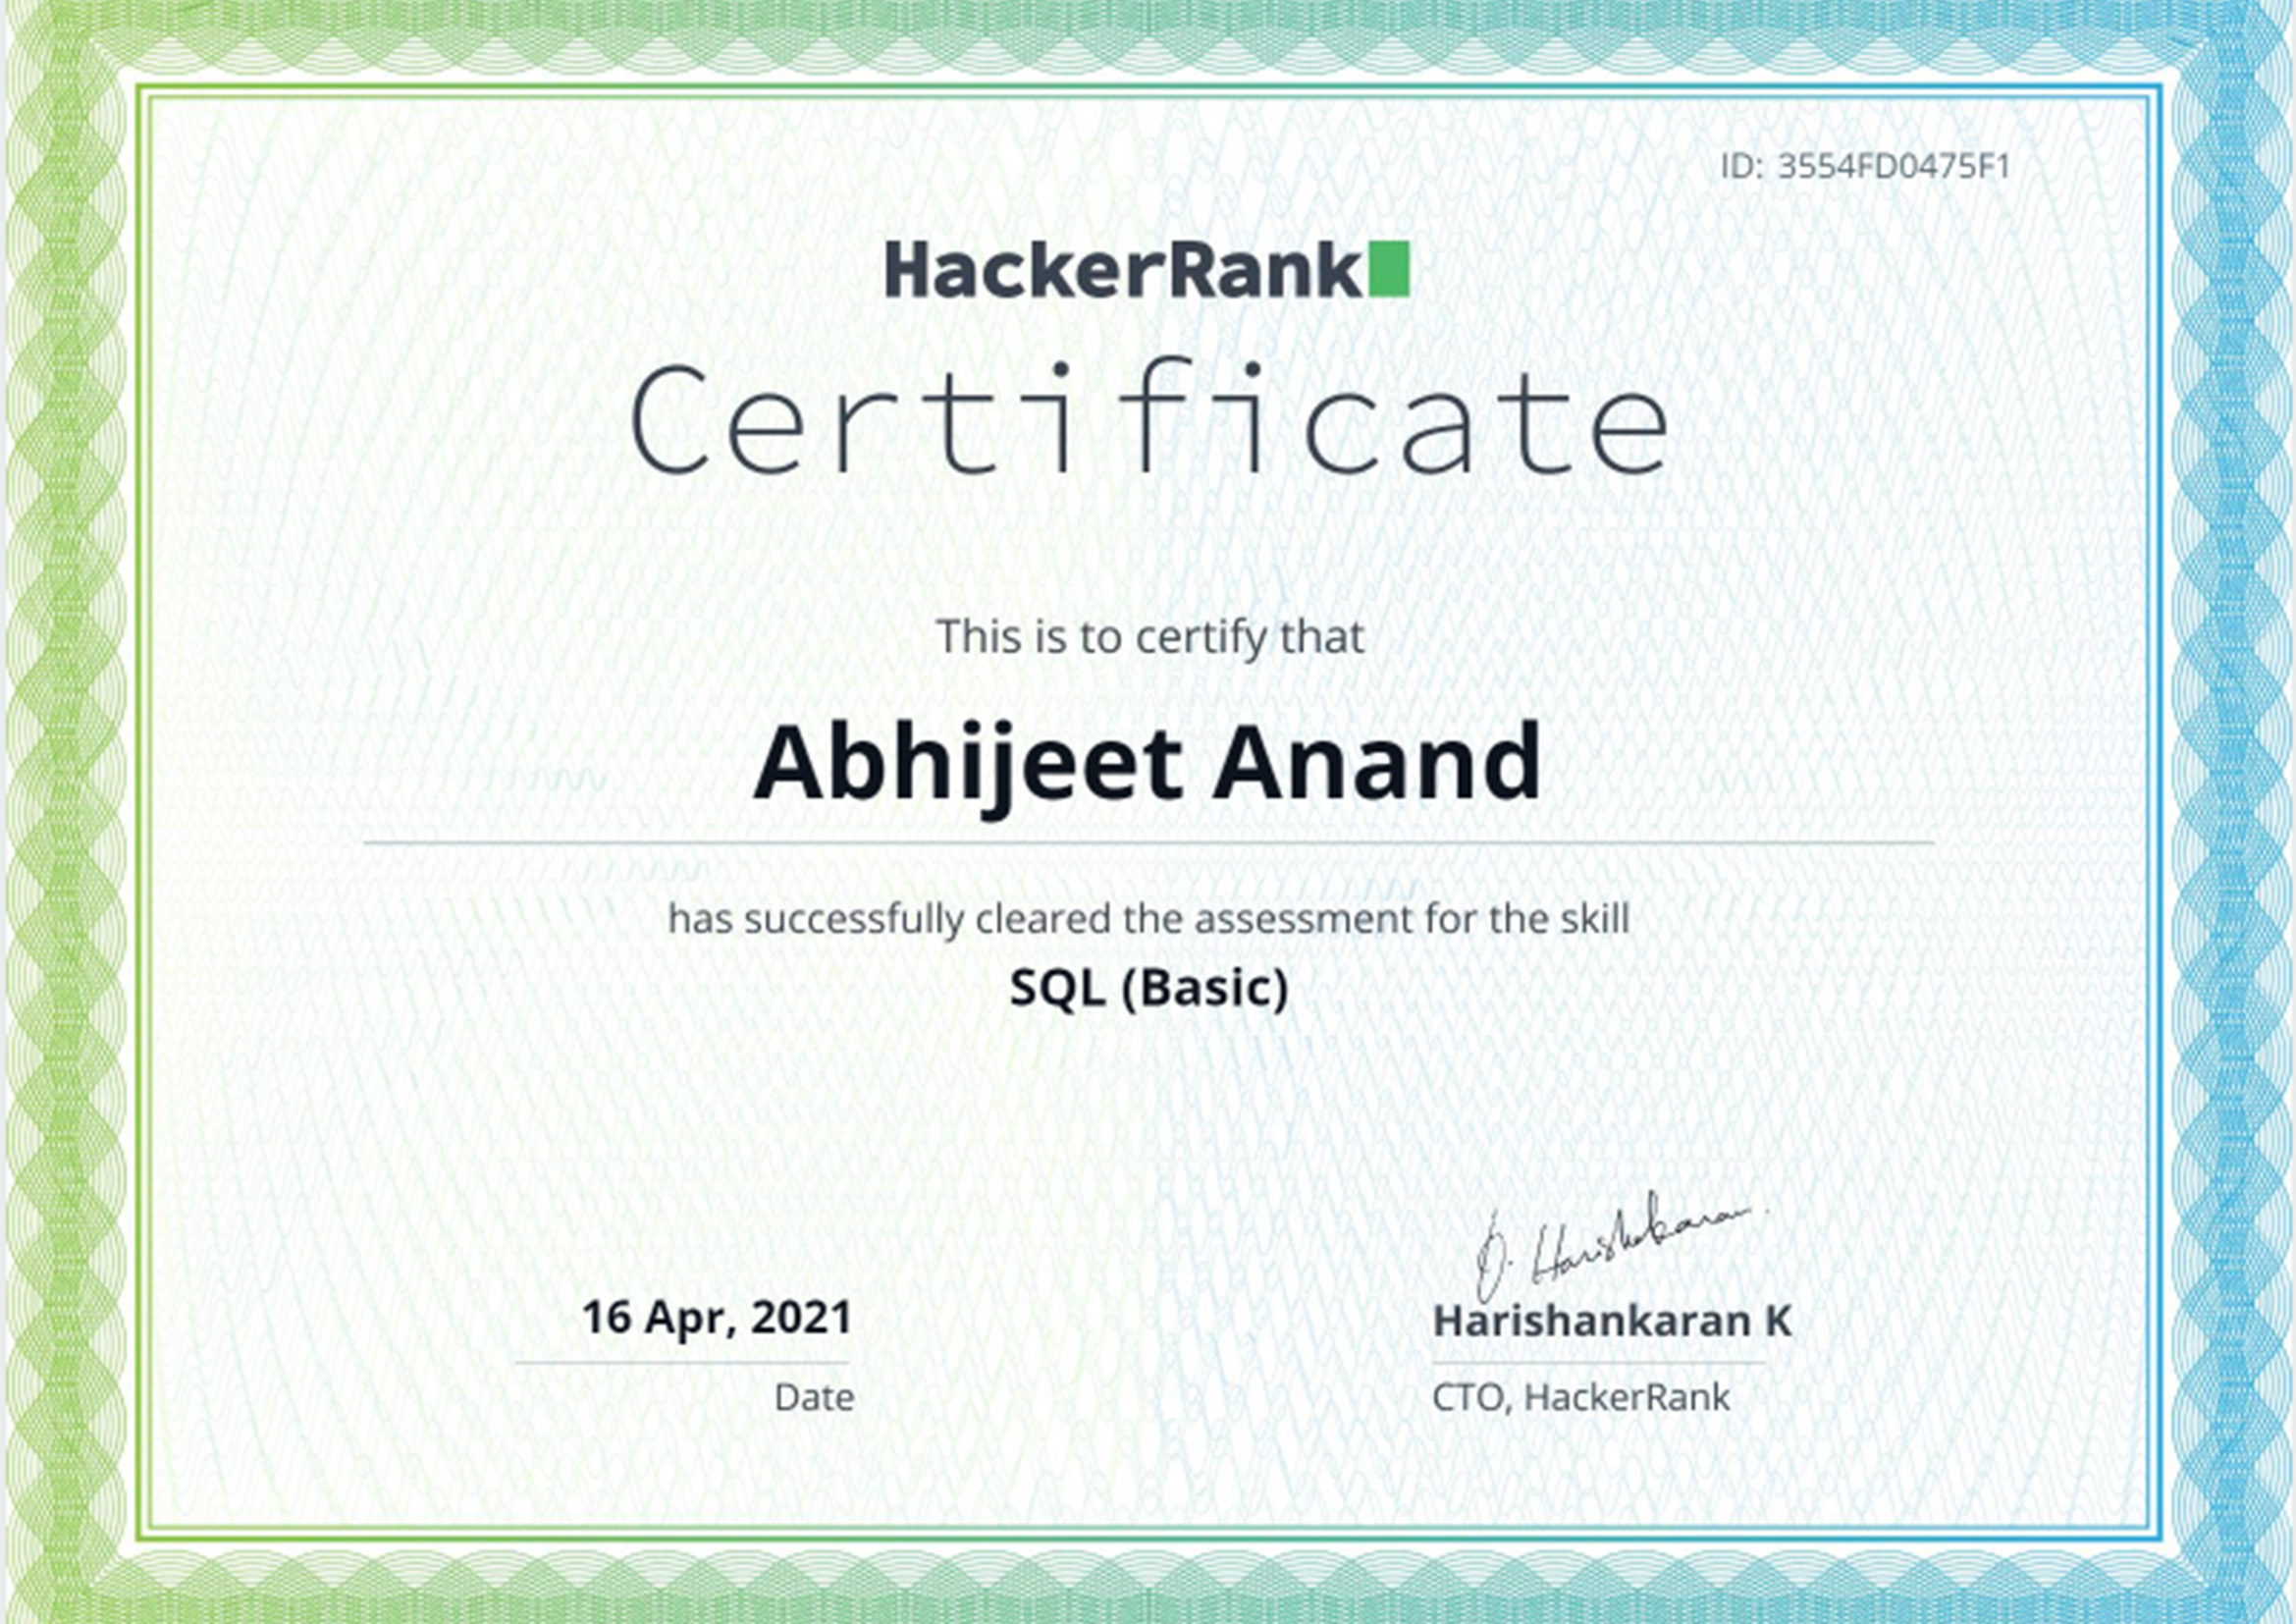 ID: 3554FD0475F1
HackerRank
Certificate
This is to certify that
Abhijeet Anand
has successfully cleared the assessment for the skill
SQL (Basic)
16 Apr, 2021
Date
Harishankaran K
CTO, HackerRank